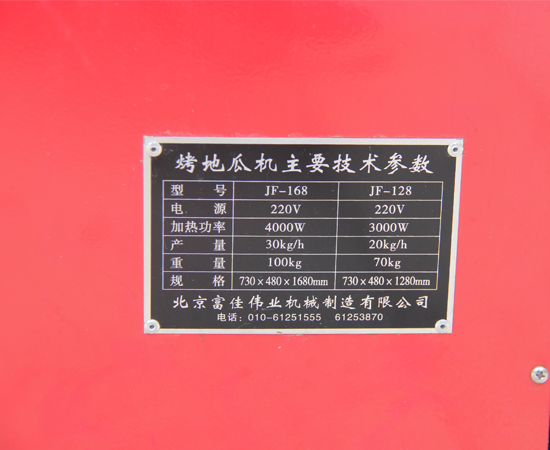 烤地瓜机主要技术参数
型 号 JF-168 JF-128
电 源 220V 220V
加热功率 4000W 3000W
产 量 30kg/h 20kg/h
重 量 100kg 70kg
规 格 730×480×1680mm 730×480×1280mm
北京富佳伟业机械制造有限公司
电话: 010-61251555 61253870